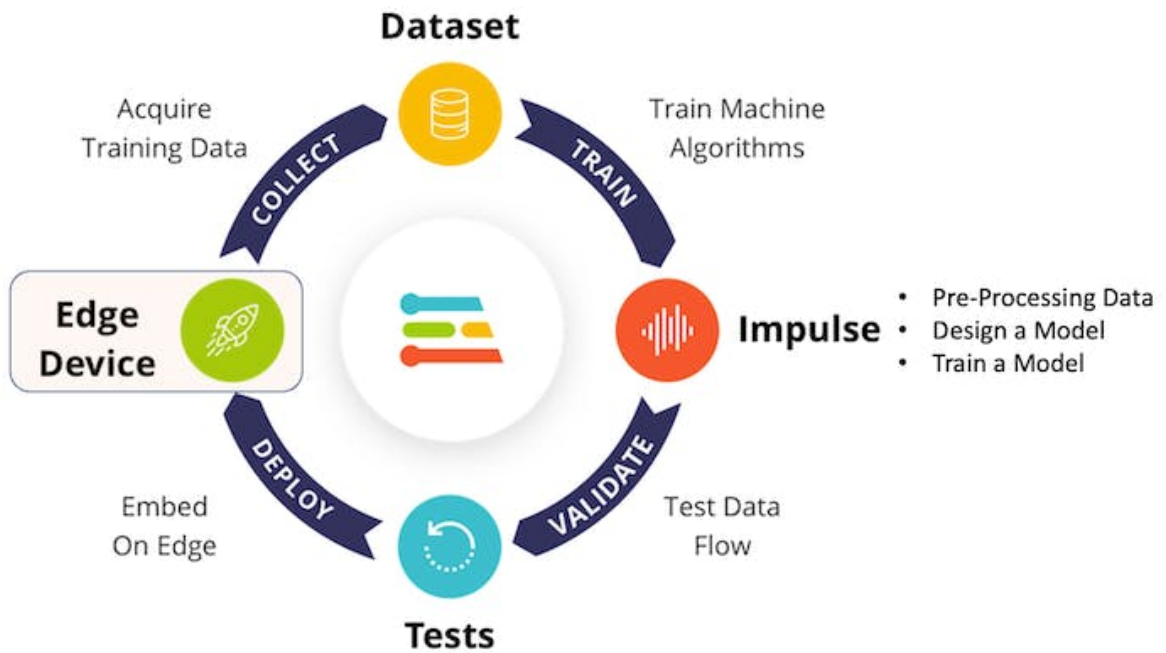 Dataset
Acquire
Training Data
COLLECT
TRAIN
Train Machine
Algorithms
Edge
Device
Impulse
• Pre-Processing Data
• Design a Model
• Train a Model
DEPLOY
VALIDATE
Embed
On Edge
Test Data
Flow
Tests